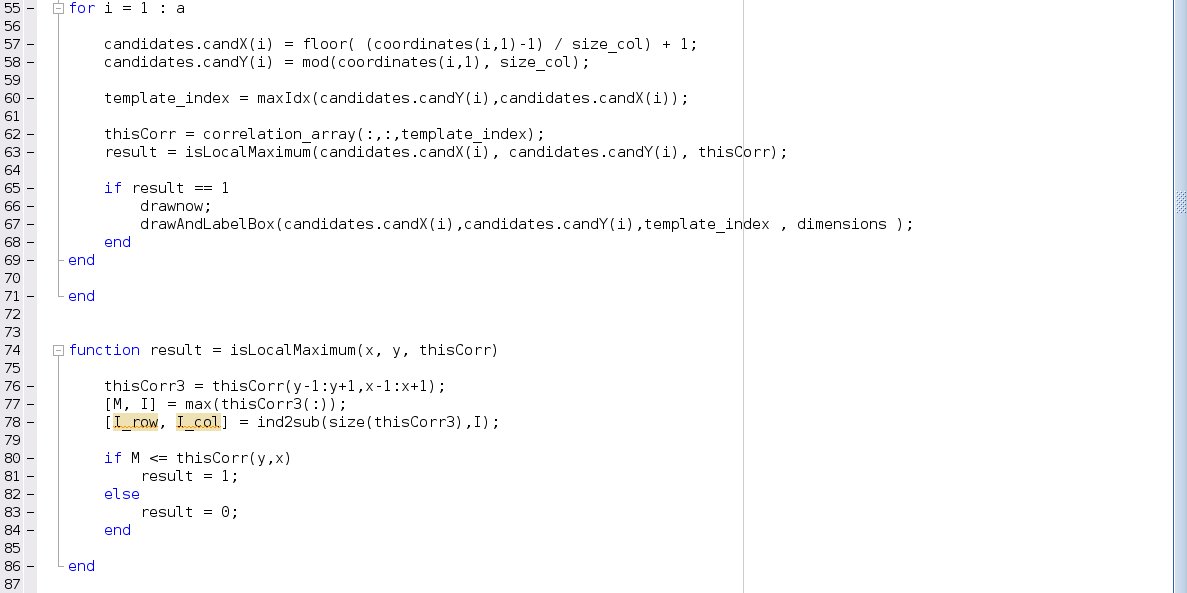 55 – for i = 1 : a
56
57 –     candidates.candX(i) = floor( (coordinates(i,1)-1) / size_col) + 1;
58 –     candidates.candY(i) = mod(coordinates(i,1), size_col);
59
60 –     template_index = maxIdx(candidates.candY(i),candidates.candX(i));
61
62 –     thisCorr = correlation_array(:,:,template_index);
63 –     result = isLocalMaximum(candidates.candX(i), candidates.candY(i), thisCorr);
64
65 –     if result == 1
66 –         drawnow;
67 –         drawAndLabelBox(candidates.candX(i),candidates.candY(i),template_index , dimensions );
68 –     end
69 – end
70
71 – end
72
73
74 function result = isLocalMaximum(x, y, thisCorr)
75
76 –     thisCorr3 = thisCorr(y-1:y+1,x-1:x+1);
77 –     [M, I] = max(thisCorr3(:));
78 –     [I_row, I_col] = ind2sub(size(thisCorr3),I);
79
80 –     if M <= thisCorr(y,x)
81 –         result = 1;
82 –     else
83 –         result = 0;
84 –     end
85
86 – end
87